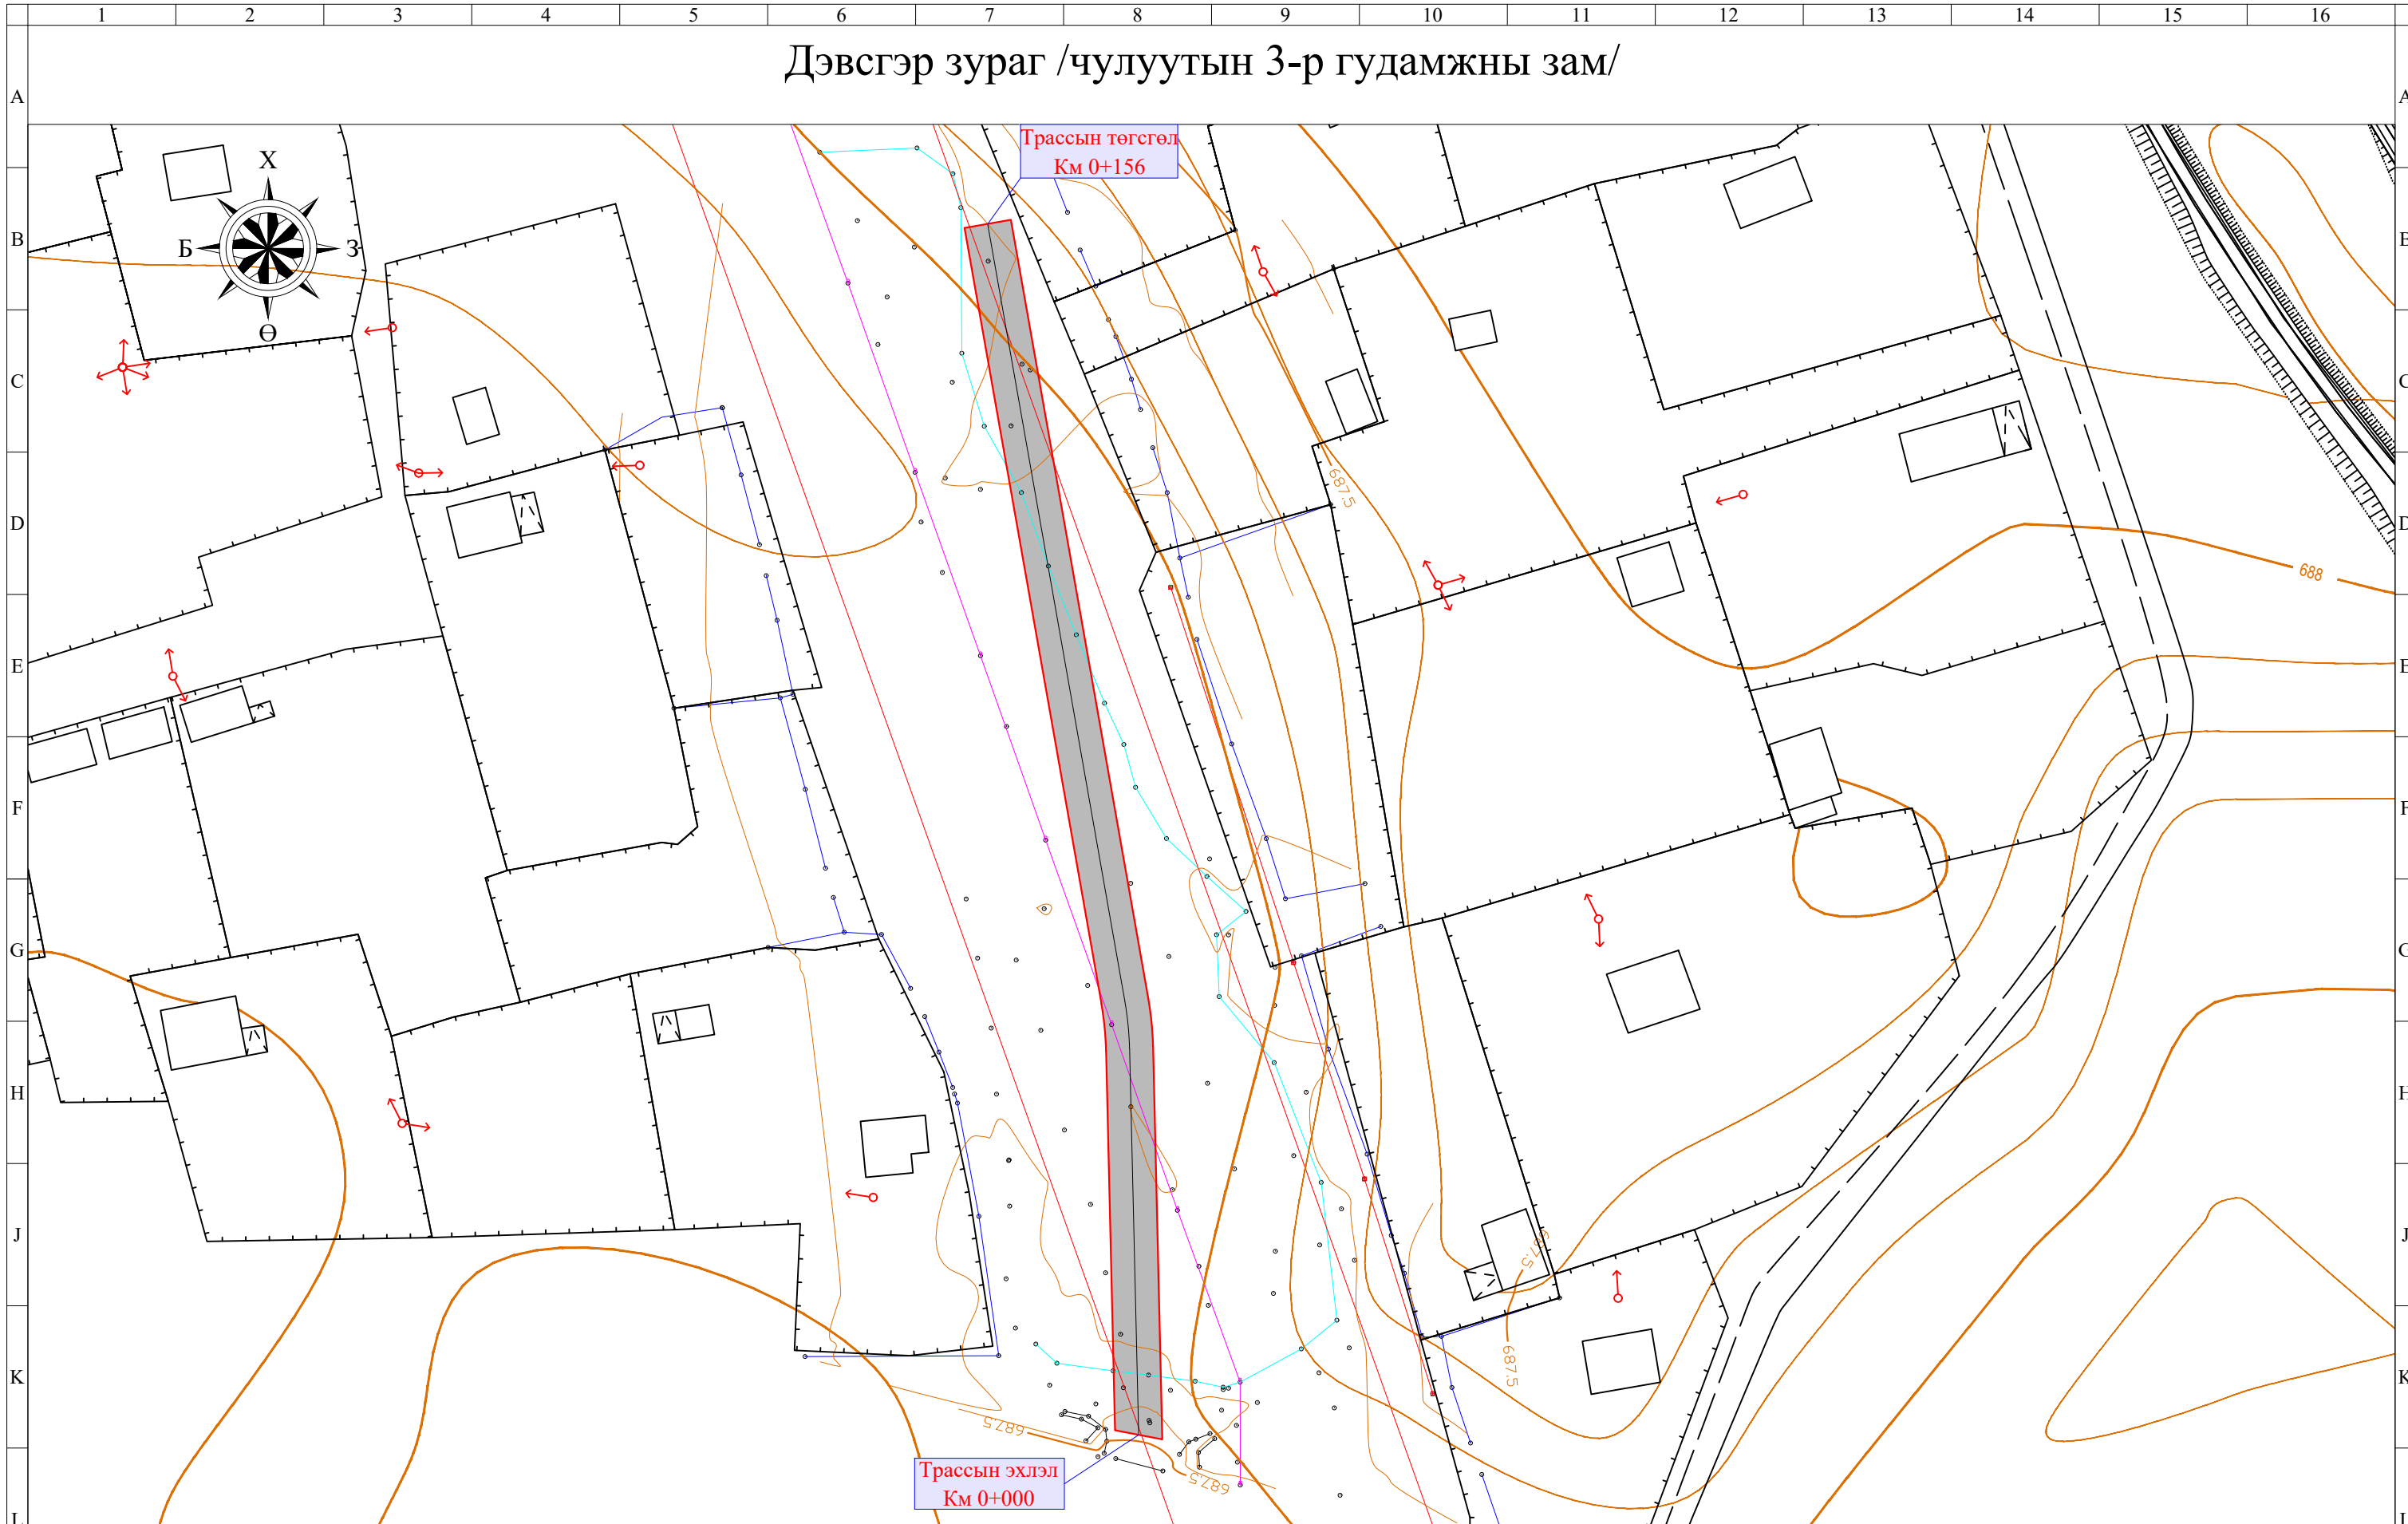 1 2 3 4 5 6 7 8 9 10 11 12 13 14 15 16
Дэвсгэр зураг /чулуутын 3-р гудамжны зам/
A A
Трассын төгсгөл
Км 0+156
Х
B Б З B
Ө
C C
687.5
D D
688
E E
F F
G G
H H
J J
687.5
K K
687.5
687.5
Трассын эхлэл
Км 0+000
687.5
L L